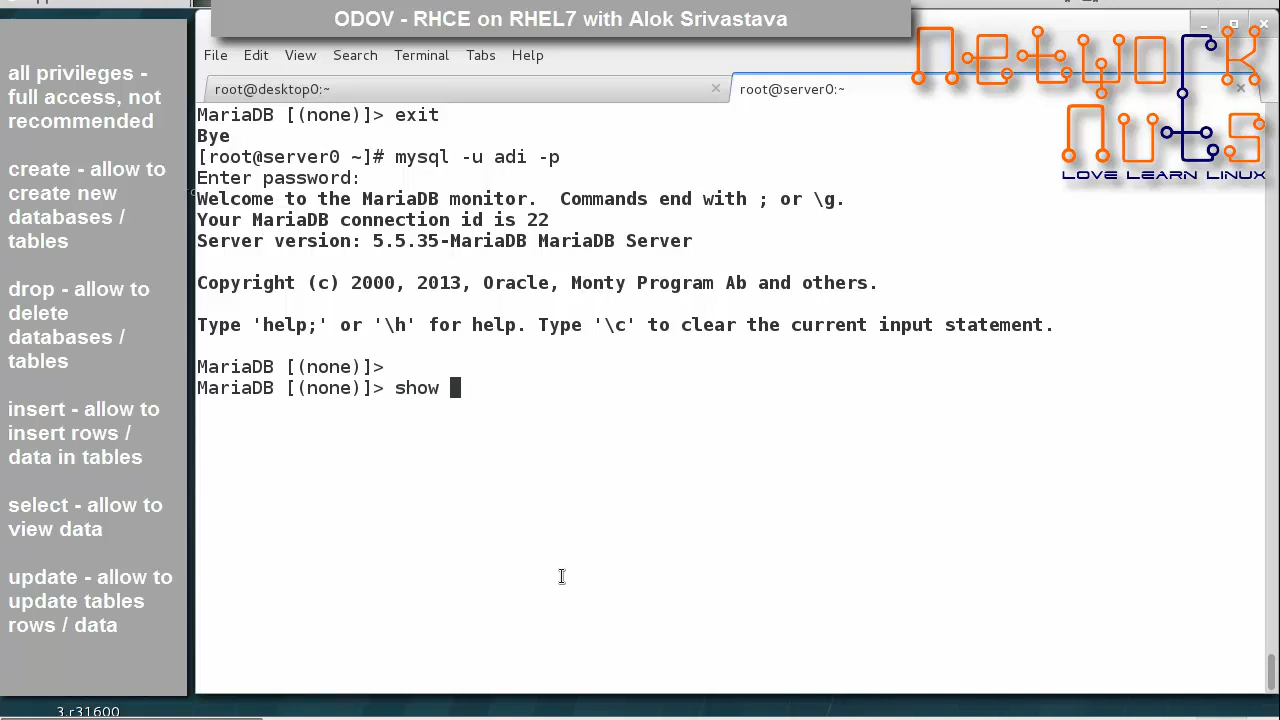 ODOV - RHCE on RHEL7 with Alok Srivastava
NetwOrk
Nuts
LOVE LEARN LINUX
File Edit View Search Terminal Tabs Help
root@desktop0:~ × root@server0:~ ×
all privileges -
full access, not
recommended
create - allow to
create new
databases /
tables
drop - allow to
delete
databases /
tables
insert - allow to
insert rows /
data in tables
select - allow to
view data
update - allow to
update tables
rows / data
MariaDB [(none)]> exit
Bye
[root@server0 ~]# mysql -u adi -p
Enter password:
Welcome to the MariaDB monitor.  Commands end with ; or \g.
Your MariaDB connection id is 22
Server version: 5.5.35-MariaDB MariaDB Server
Copyright (c) 2000, 2013, Oracle, Monty Program Ab and others.
Type 'help;' or '\h' for help. Type '\c' to clear the current input statement.
MariaDB [(none)]>
MariaDB [(none)]> show
3.r31600